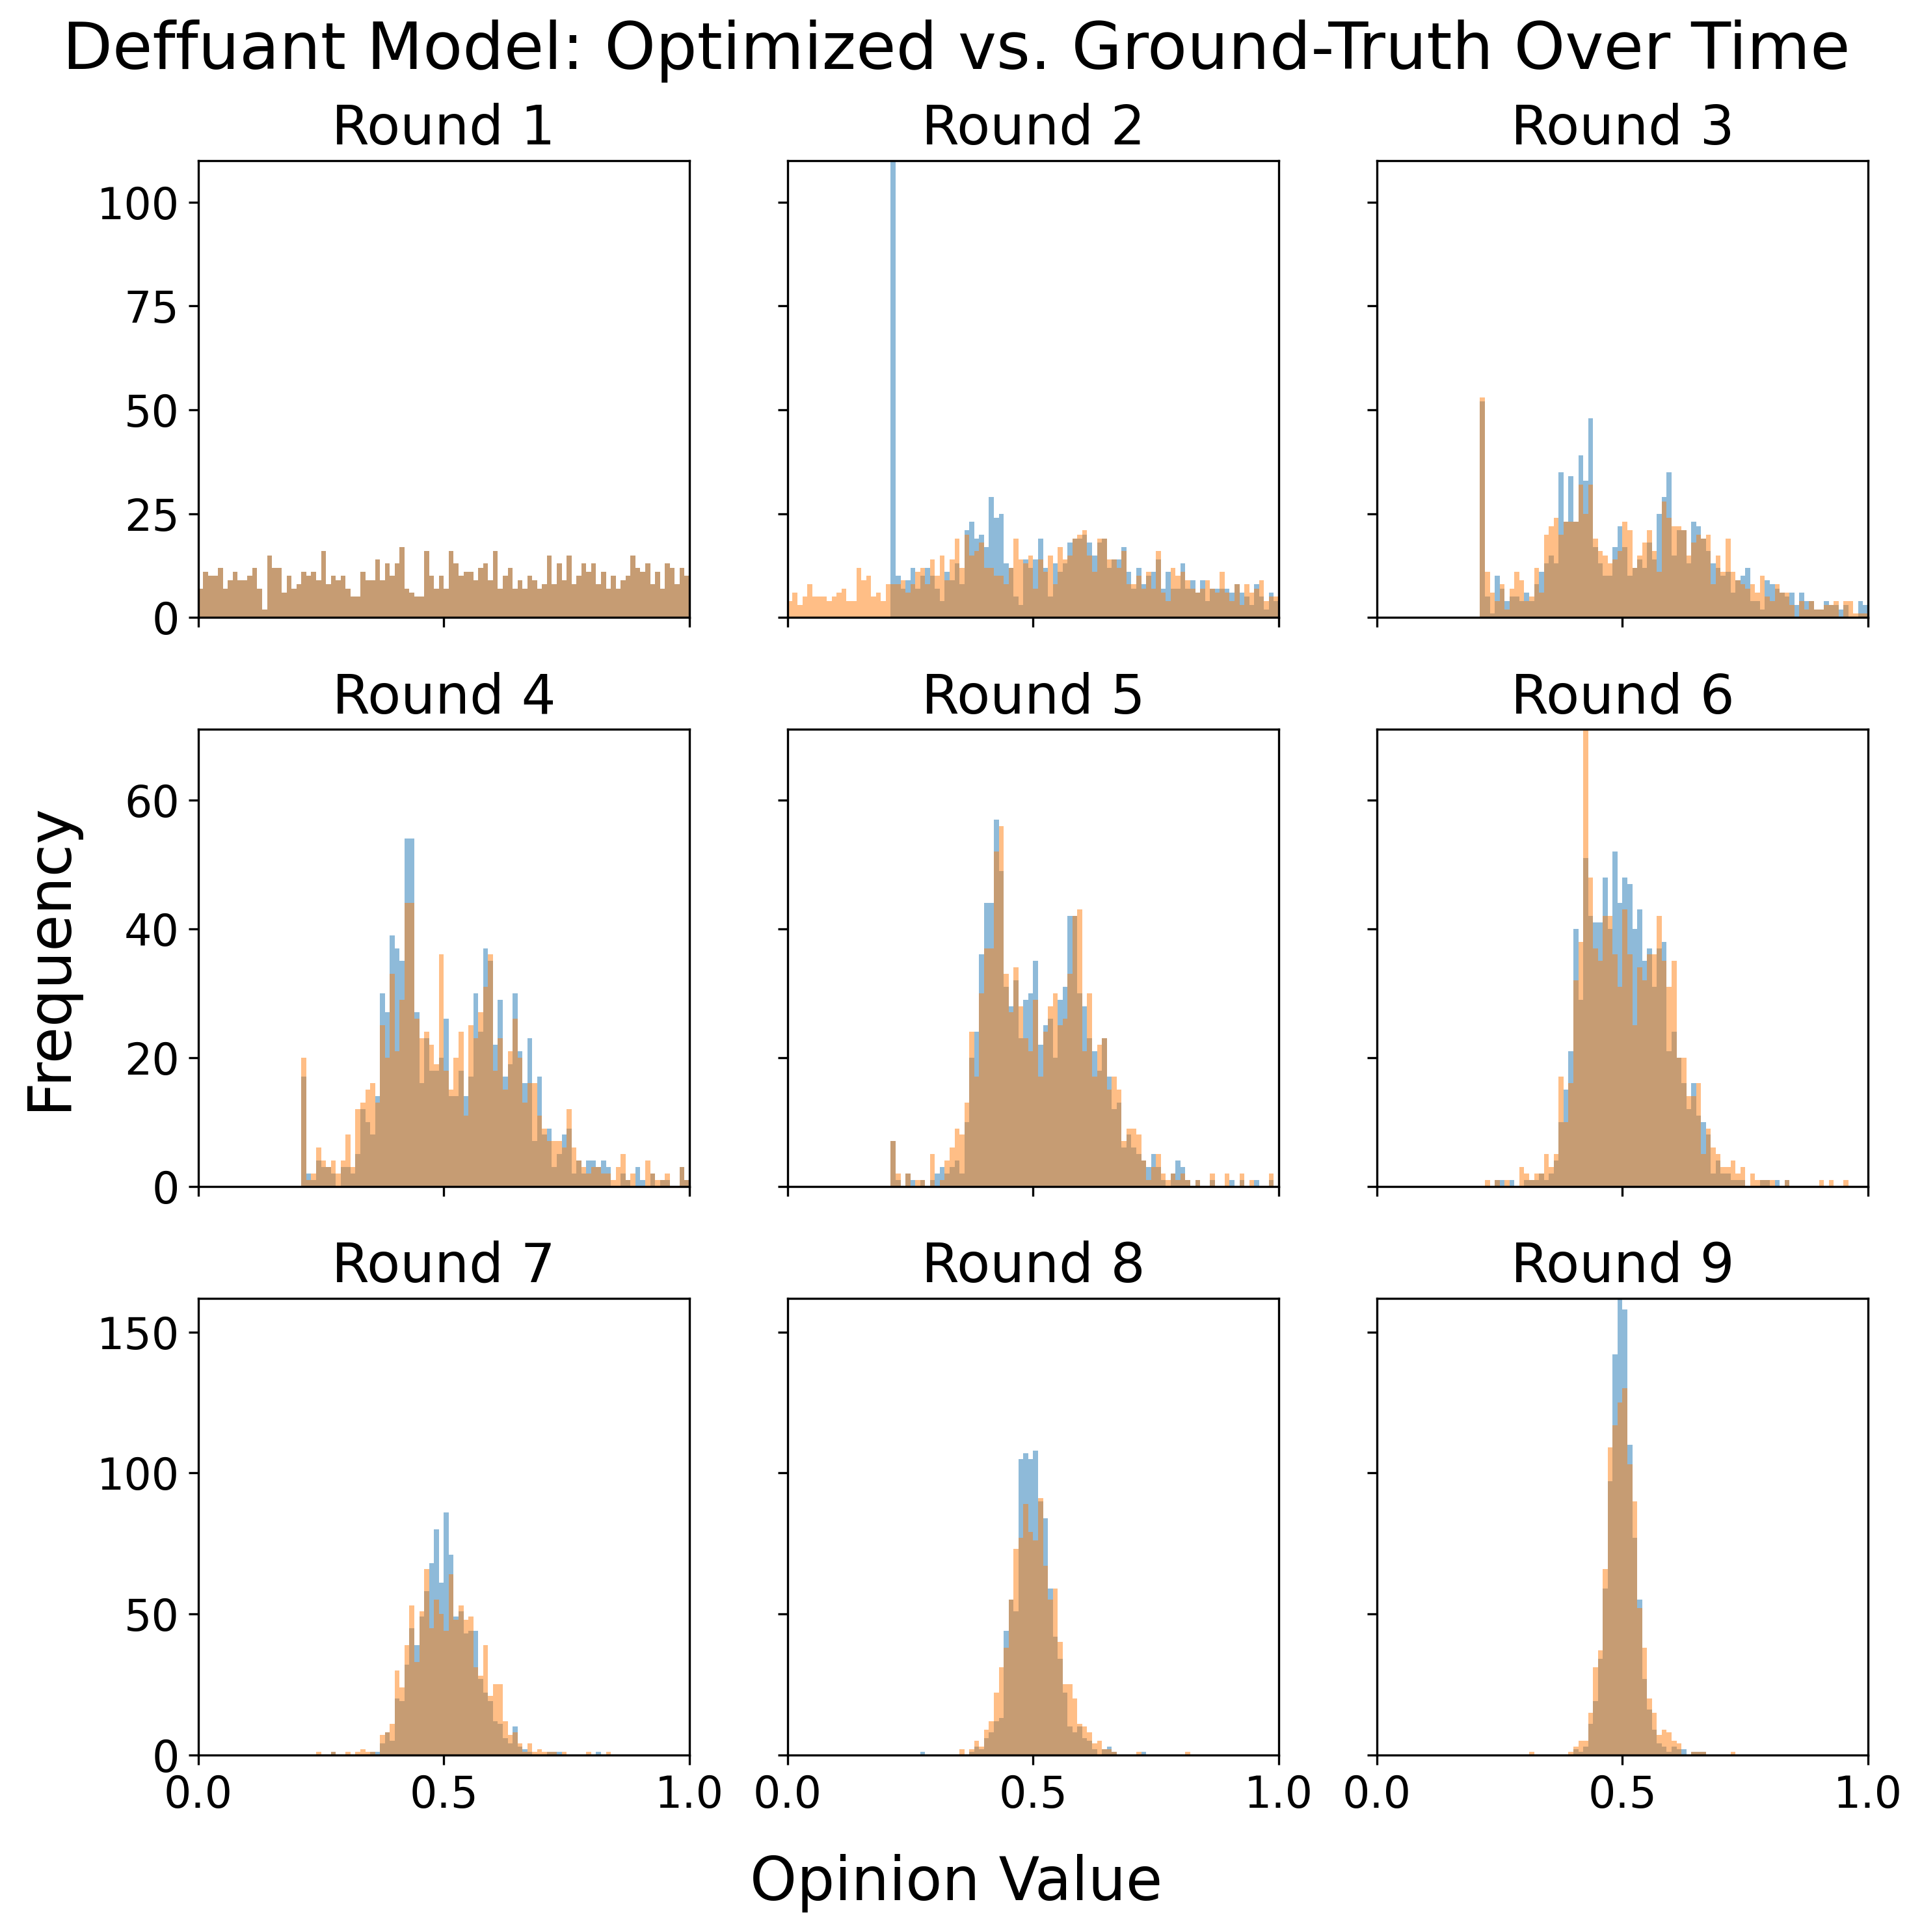 Deffuant Model: Optimized vs. Ground-Truth Over Time
Round 1
Round 2
Round 3
100
75
50
25
0
Round 4
Round 5
Round 6
Frequency
60
40
20
0
Round 7
Round 8
Round 9
150
100
50
0
0.0 0.5 1.0
0.0 0.5 1.0
0.0 0.5 1.0
Opinion Value